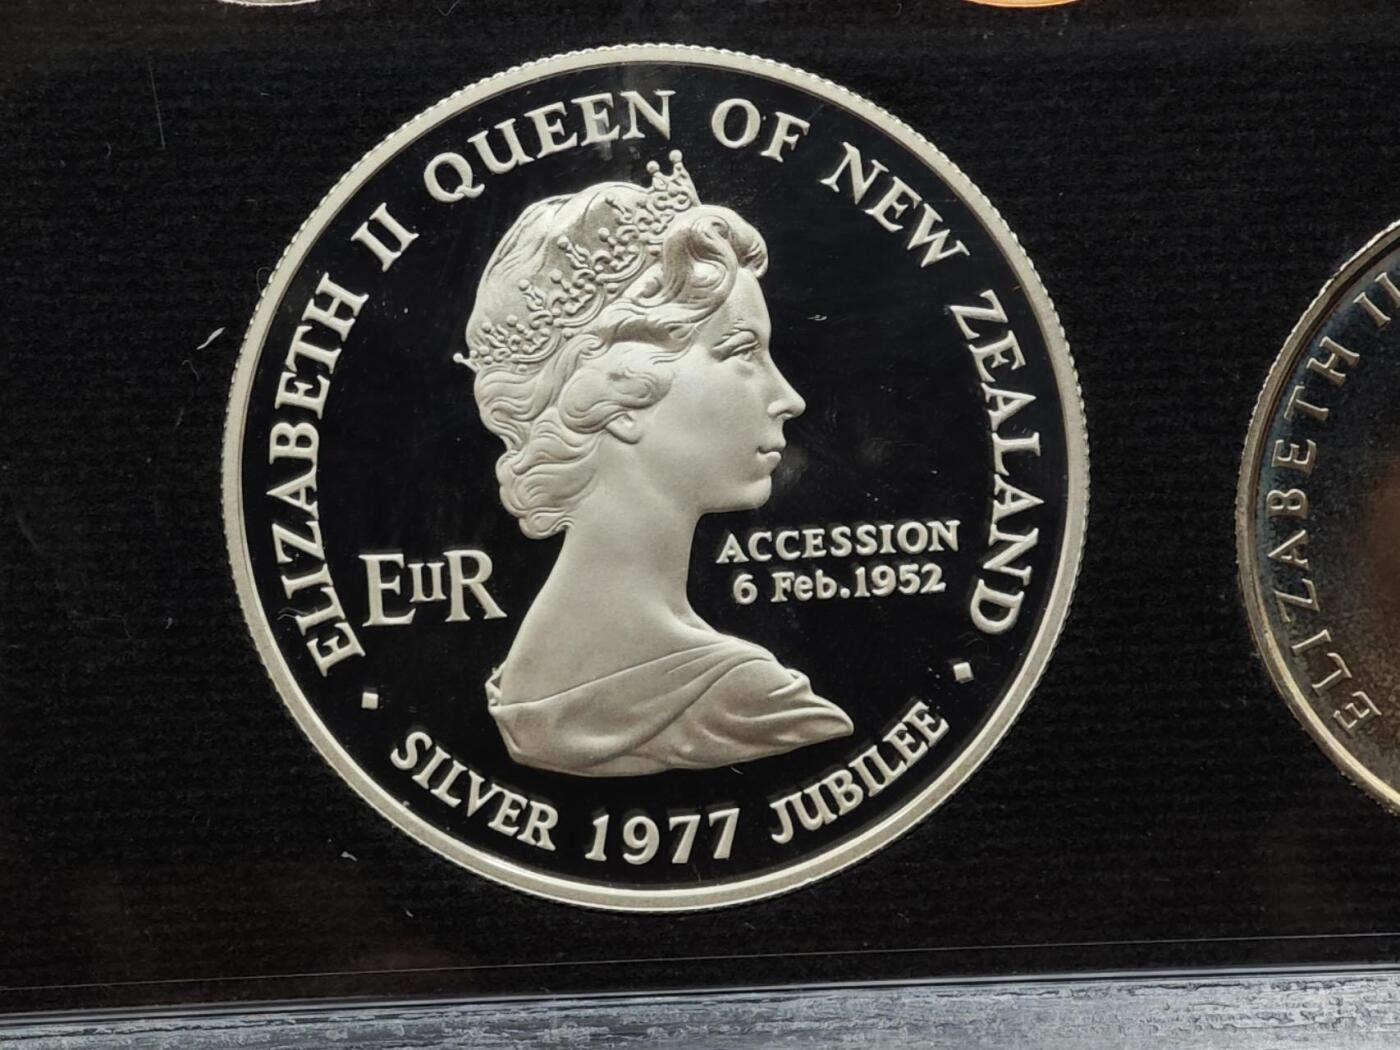 ELIZABETH II QUEEN OF NEW ZEALAND
EIIR
ACCESSION
6 Feb.1952
SILVER 1977 JUBILEE
ELIZABETH II